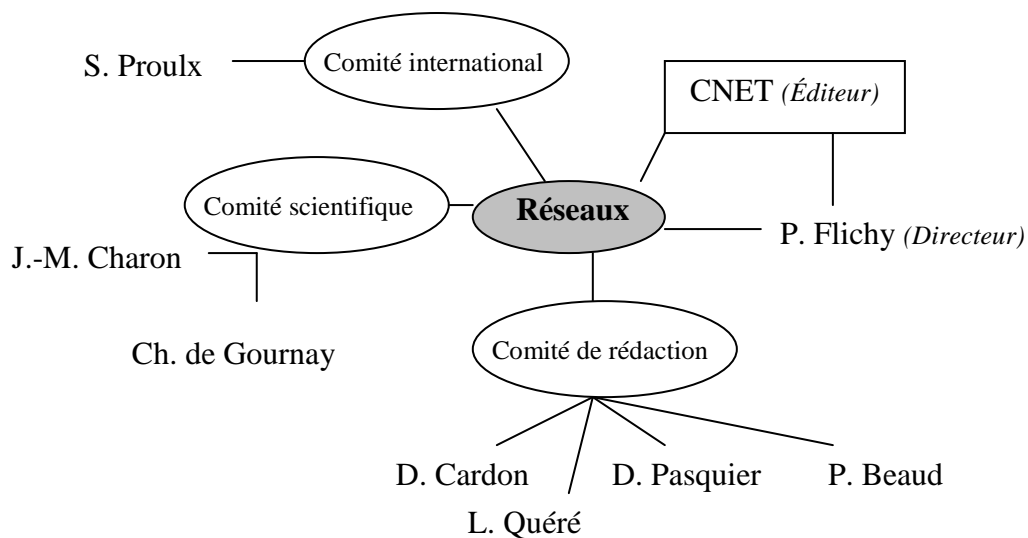 S. Proulx
Comité international
CNET (Éditeur)
Comité scientifique
Réseaux
P. Flichy (Directeur)
J.-M. Charon
Ch. de Gournay
Comité de rédaction
D. Cardon
D. Pasquier
P. Beaud
L. Quéré